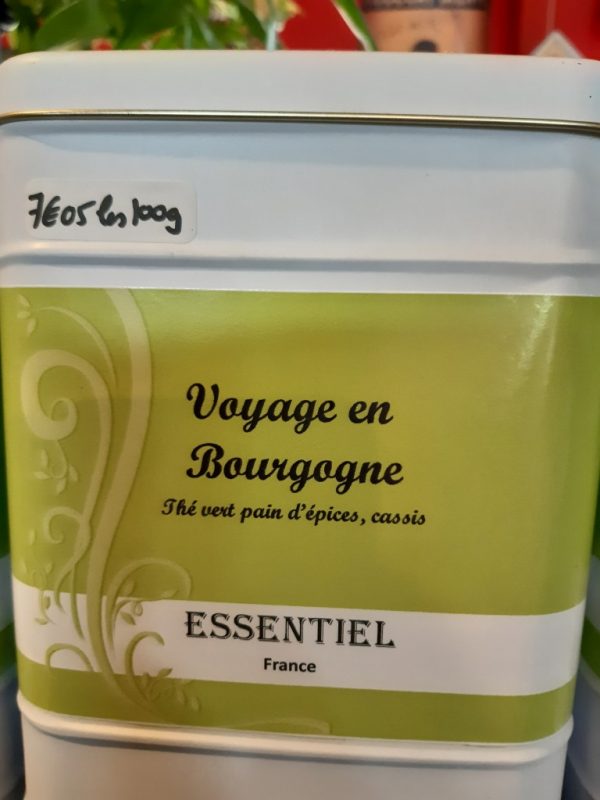 7€05 les 100g
Voyage en
Bourgogne
Thé vert pain d'épices, cassis
ESSENTIEL
France